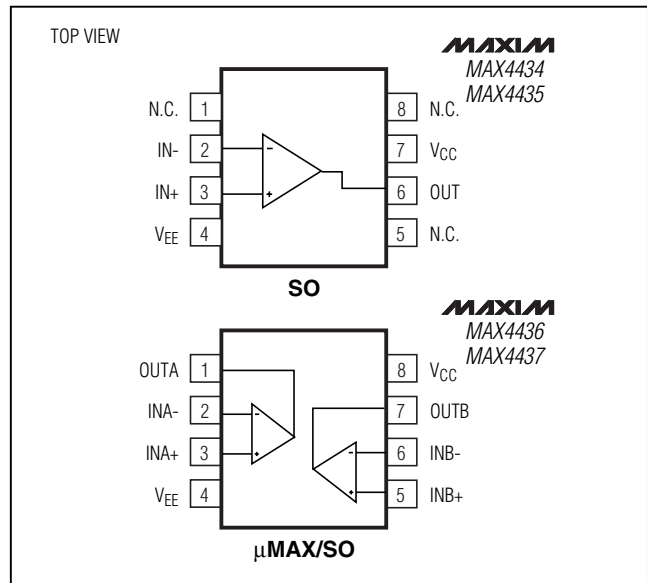 TOP VIEW
MAXIM
MAX4434
MAX4435
N.C. 1
IN- 2
IN+ 3
VEE 4
8 N.C.
7 VCC
6 OUT
5 N.C.
- 
+
SO
MAXIM
MAX4436
MAX4437
OUTA 1
INA- 2
INA+ 3
VEE 4
8 VCC
7 OUTB
6 INB-
5 INB+
-
+
-
+
µMAX/SO